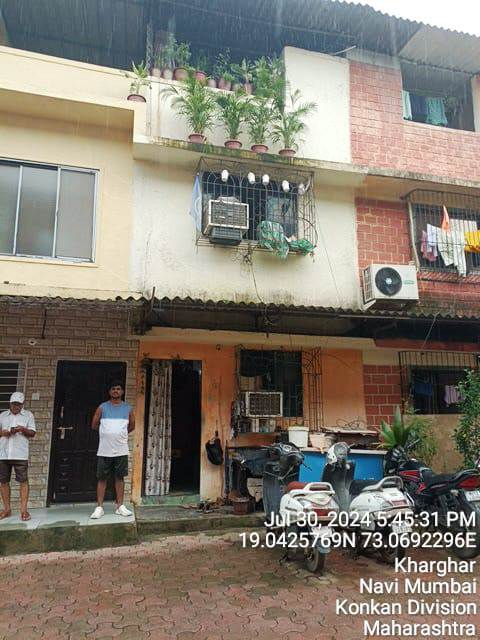 Jul 30, 2024 5:45:31 PM
19.0425769N 73.0692296E
Kharghar
Navi Mumbai
Konkan Division
Maharashtra